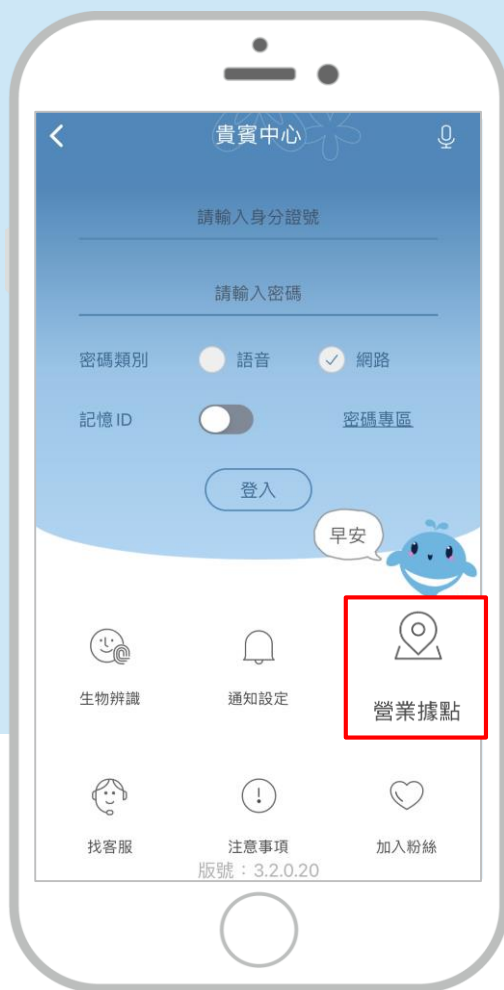 貴賓中心
請輸入身分證號
請輸入密碼
密碼類別 語音 網路
記憶ID 密碼專區
登入
早安
生物辨識 通知設定 營業據點
找客服 注意事項 加入粉絲
版號：3.2.0.20